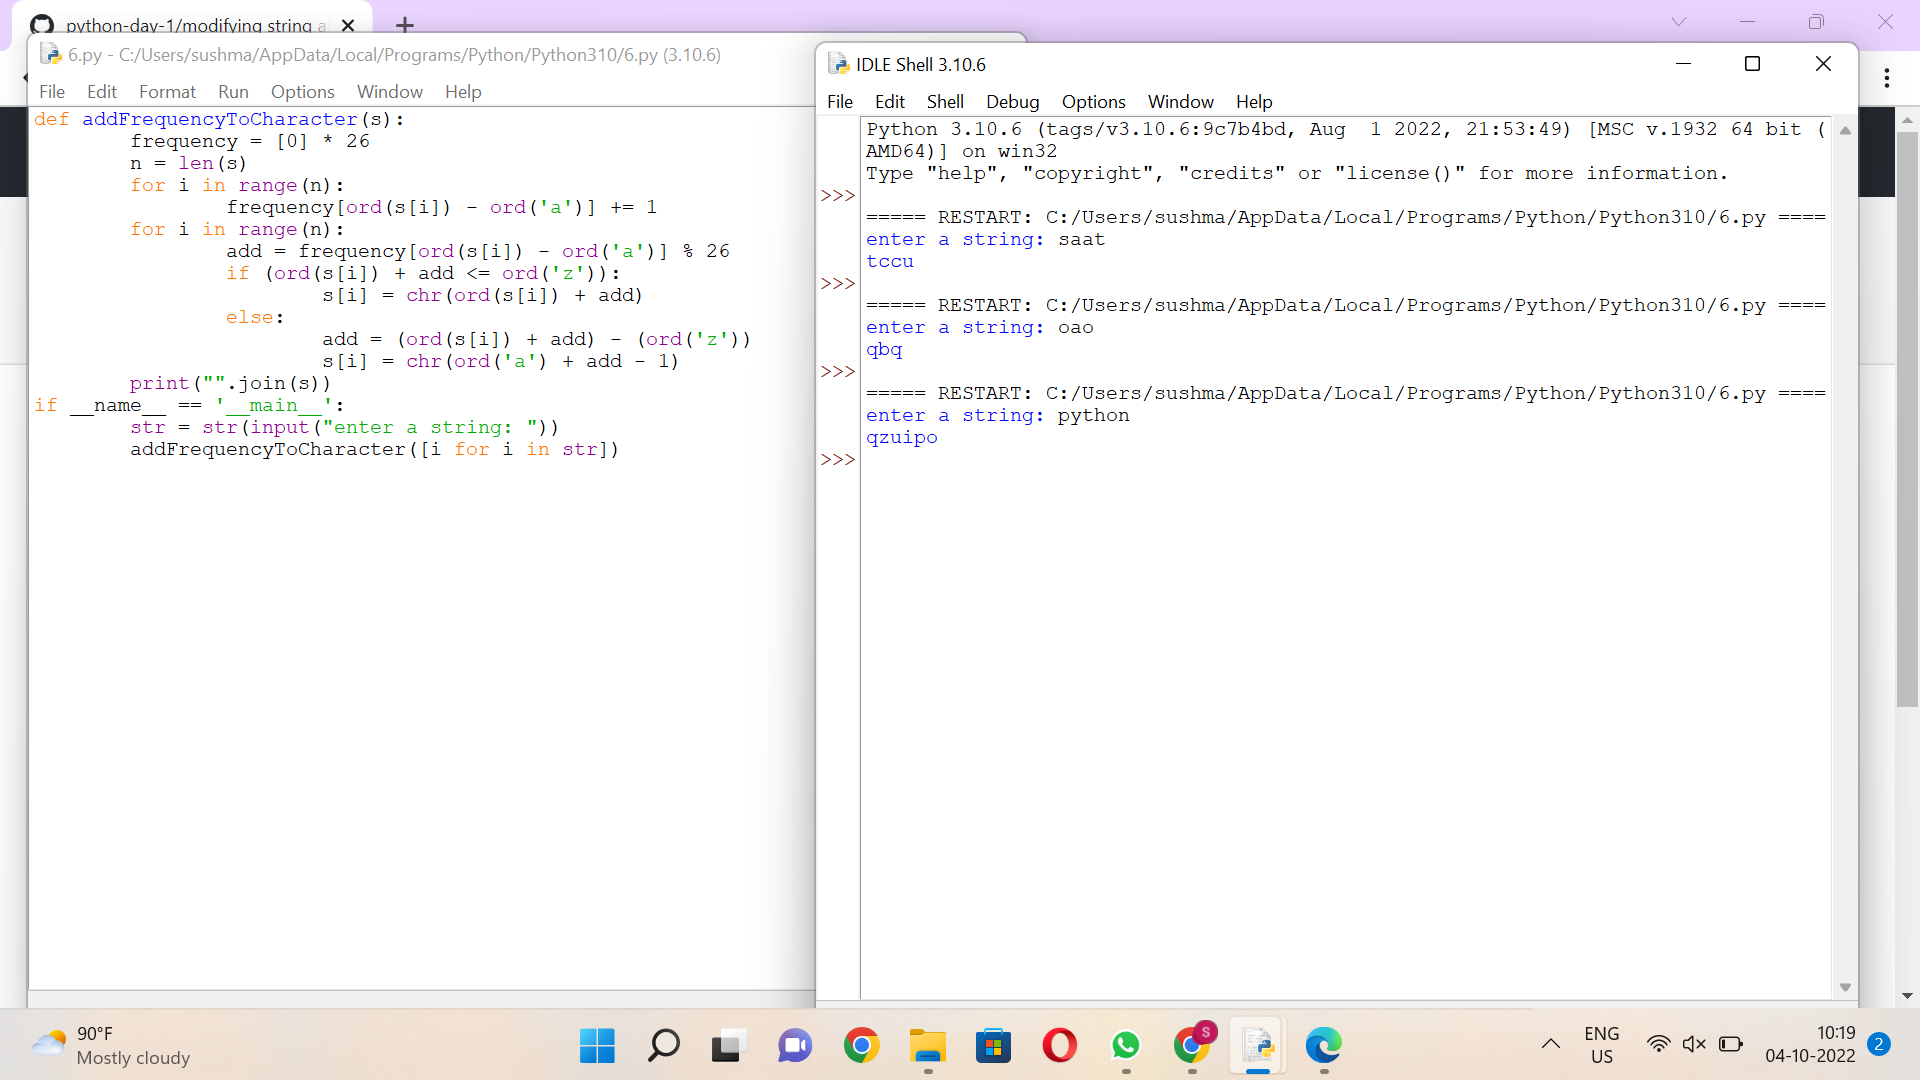 python-day-1/modifying string a
6.py - C:/Users/sushma/AppData/Local/Programs/Python/Python310/6.py (3.10.6)
File Edit Format Run Options Window Help
def addFrequencyToCharacter(s):
        frequency = [0] * 26
        n = len(s)
        for i in range(n):
                frequency[ord(s[i]) - ord('a')] += 1
        for i in range(n):
                add = frequency[ord(s[i]) - ord('a')] % 26
                if (ord(s[i]) + add <= ord('z')):
                        s[i] = chr(ord(s[i]) + add)
                else:
                        add = (ord(s[i]) + add) - (ord('z'))
                        s[i] = chr(ord('a') + add - 1)
        print("".join(s))
if __name__ == '__main__':
        str = str(input("enter a string: "))
        addFrequencyToCharacter([i for i in str])
IDLE Shell 3.10.6
File Edit Shell Debug Options Window Help
Python 3.10.6 (tags/v3.10.6:9c7b4bd, Aug  1 2022, 21:53:49) [MSC v.1932 64 bit (
AMD64)] on win32
Type "help", "copyright", "credits" or "license()" for more information.
>>>
===== RESTART: C:/Users/sushma/AppData/Local/Programs/Python/Python310/6.py ====
enter a string: saat
tccu
>>>
===== RESTART: C:/Users/sushma/AppData/Local/Programs/Python/Python310/6.py ====
enter a string: oao
qbq
>>>
===== RESTART: C:/Users/sushma/AppData/Local/Programs/Python/Python310/6.py ====
enter a string: python
qzuipo
>>>
90°F
Mostly cloudy
S
ENG
US
10:19
04-10-2022
2